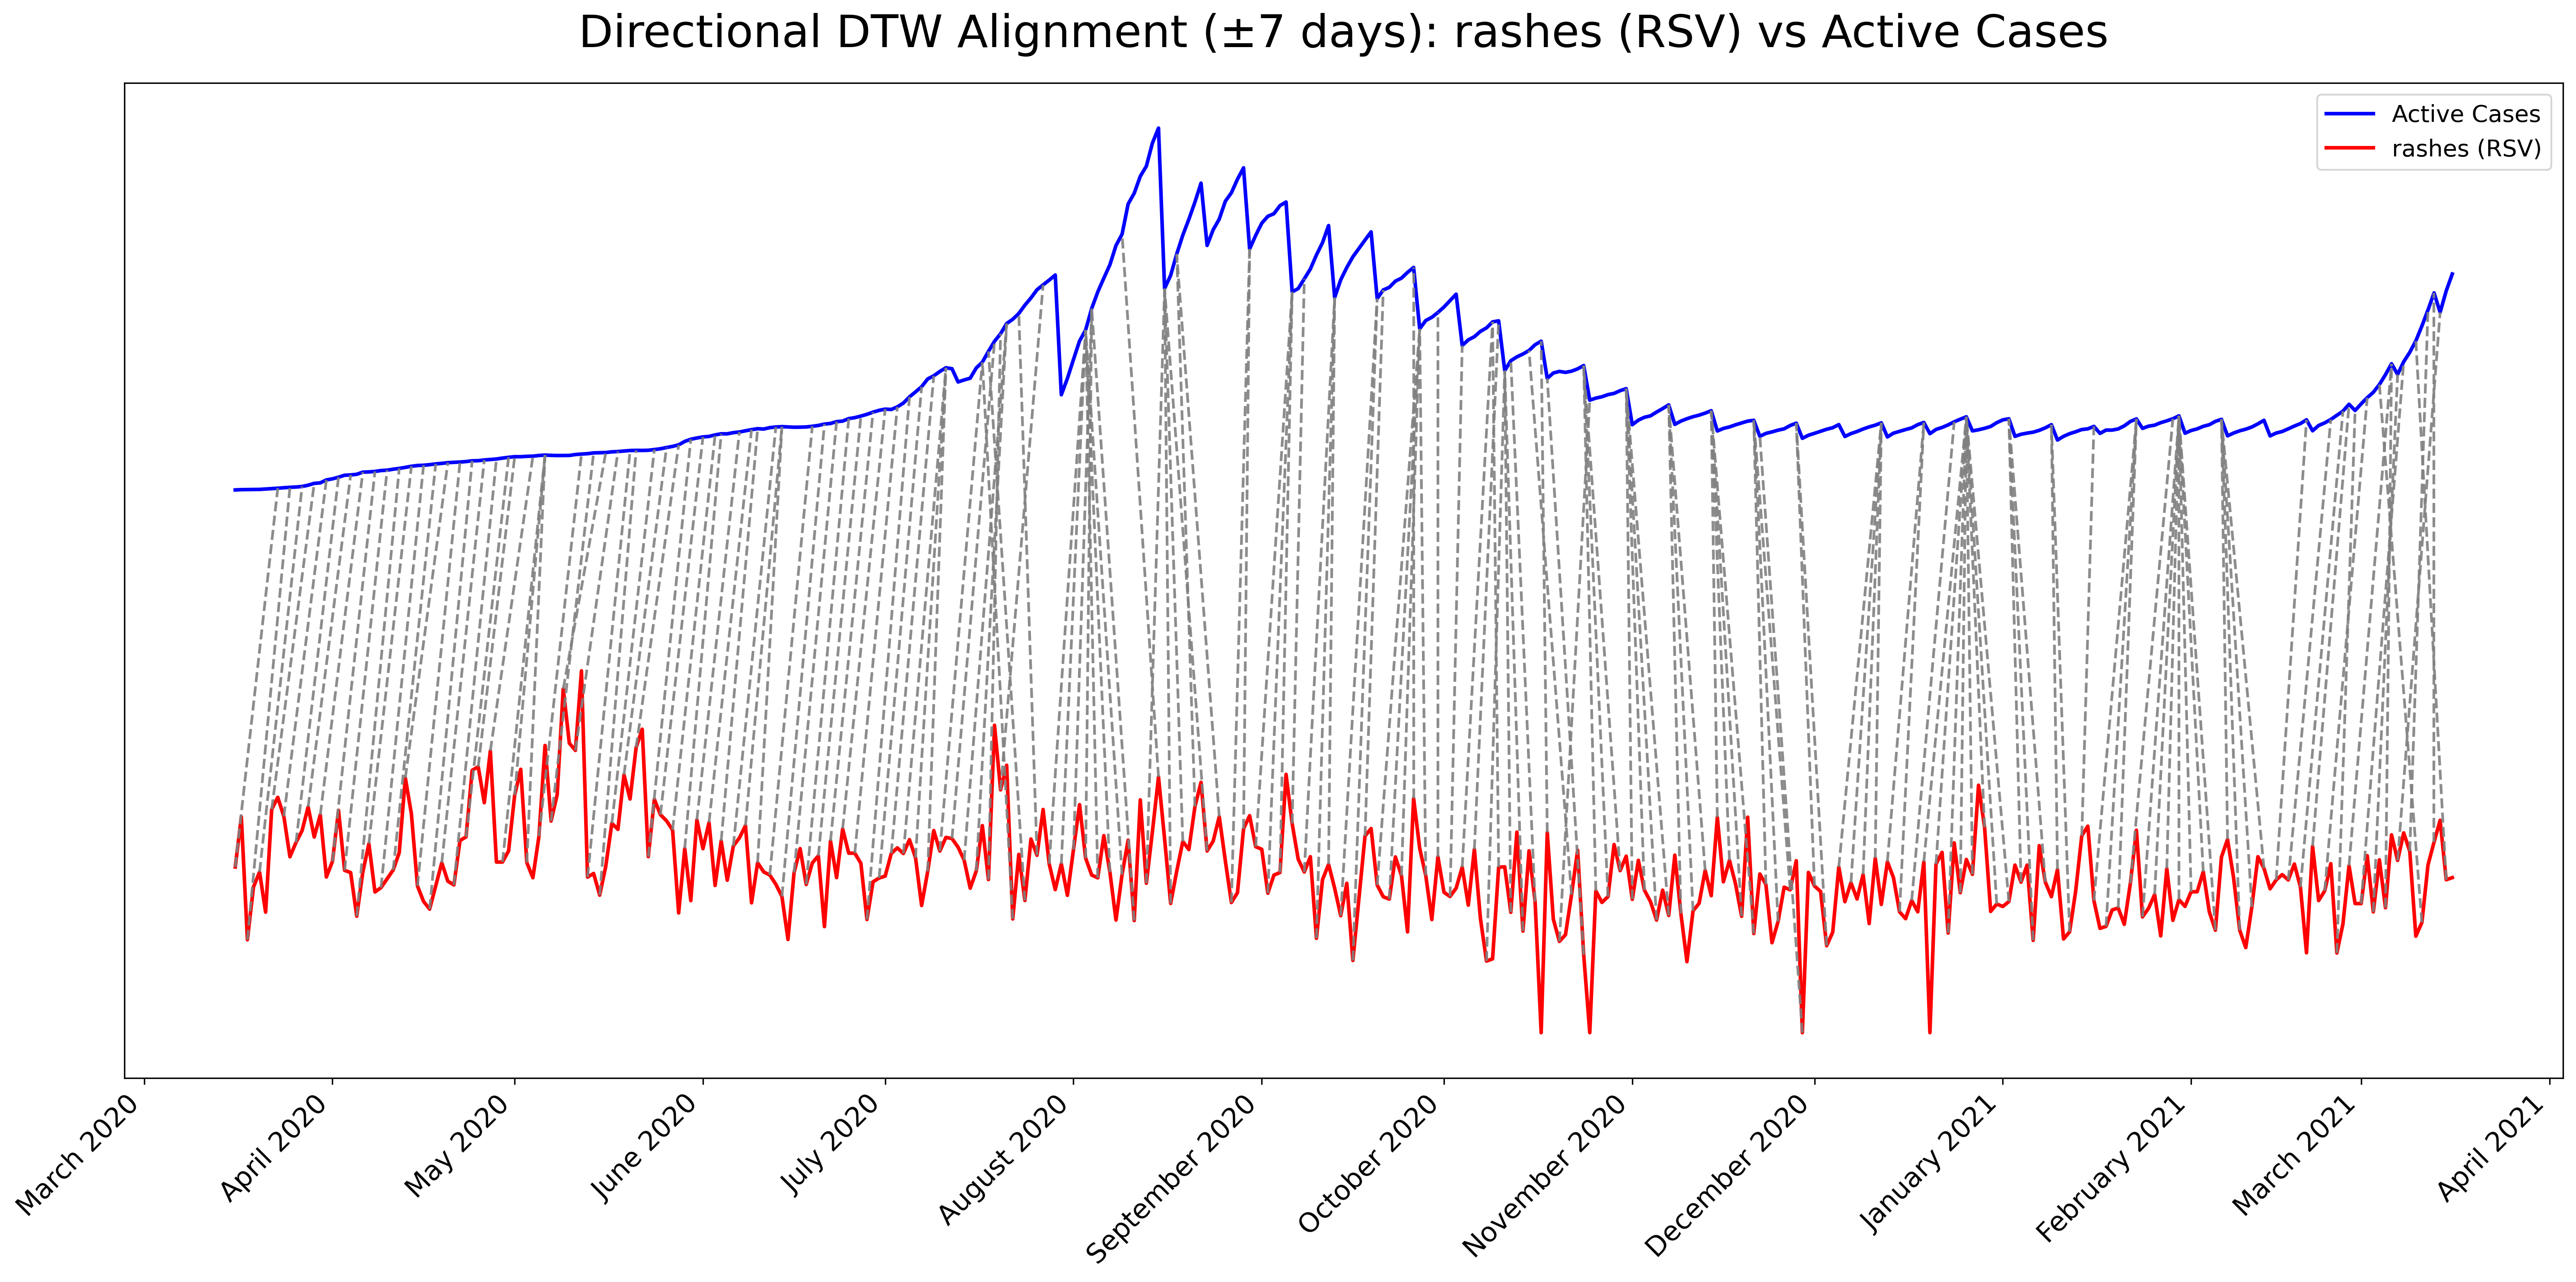 Directional DTW Alignment (±7 days): rashes (RSV) vs Active Cases
Active Cases
rashes (RSV)
March 2020
April 2020
May 2020
June 2020
July 2020
August 2020
September 2020
October 2020
November 2020
December 2020
January 2021
February 2021
March 2021
April 2021